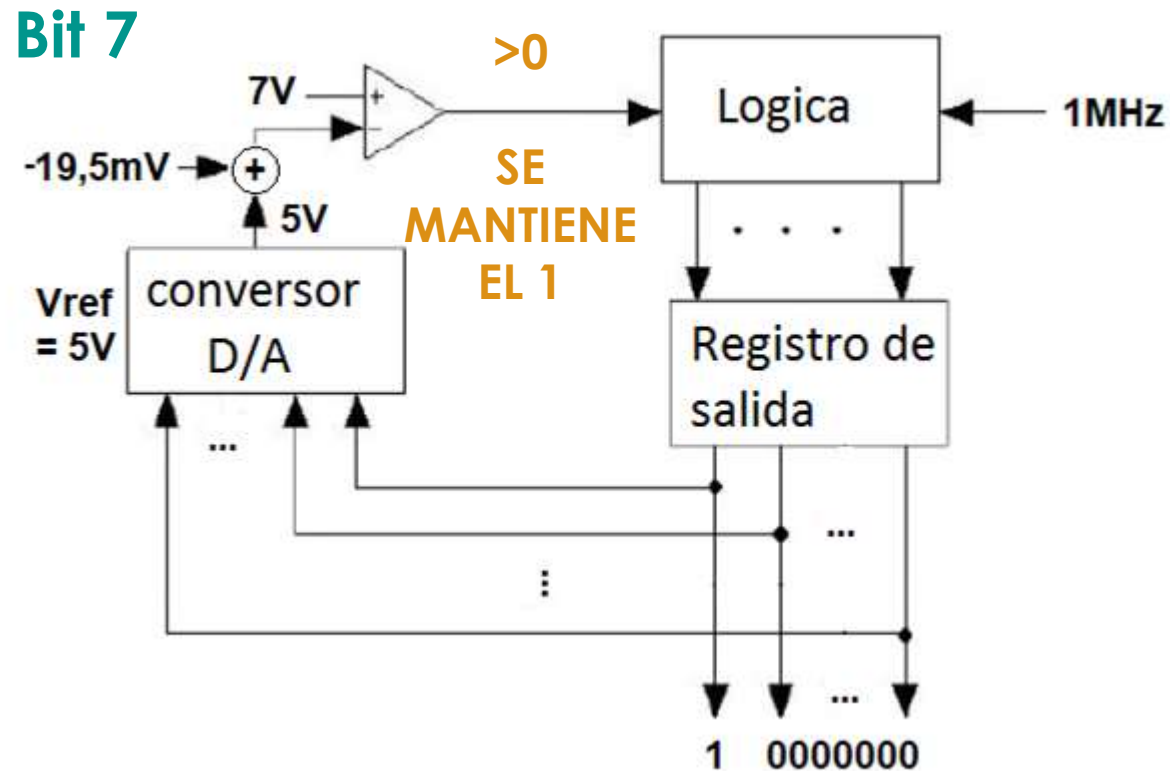 Bit 7
>0
7V
+
−
Logica
1MHz
-19,5mV
+
SE
MANTIENE
EL 1
5V
. . .
Vref
= 5V
conversor
D/A
Registro de
salida
...
...
...
...
1 0000000